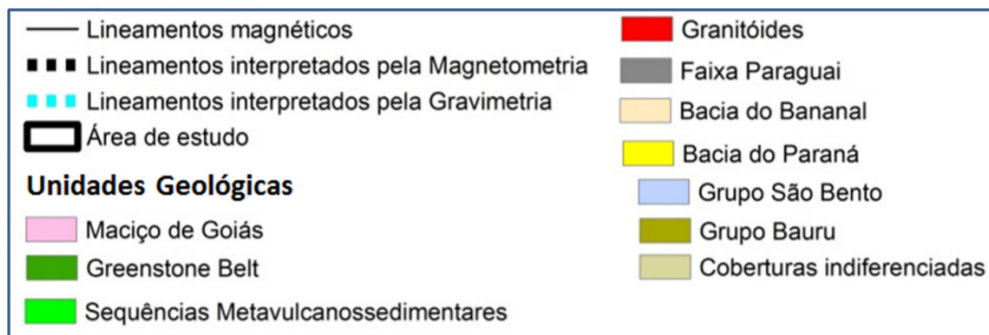 Lineamentos magnéticos
Lineamentos interpretados pela Magnetometria
Lineamentos interpretados pela Gravimetria
Área de estudo
Unidades Geológicas
Maciço de Goiás
Greenstone Belt
Sequências Metavulcanossedimentares
Granitóides
Faixa Paraguai
Bacia do Bananal
Bacia do Paraná
Grupo São Bento
Grupo Bauru
Coberturas indiferenciadas